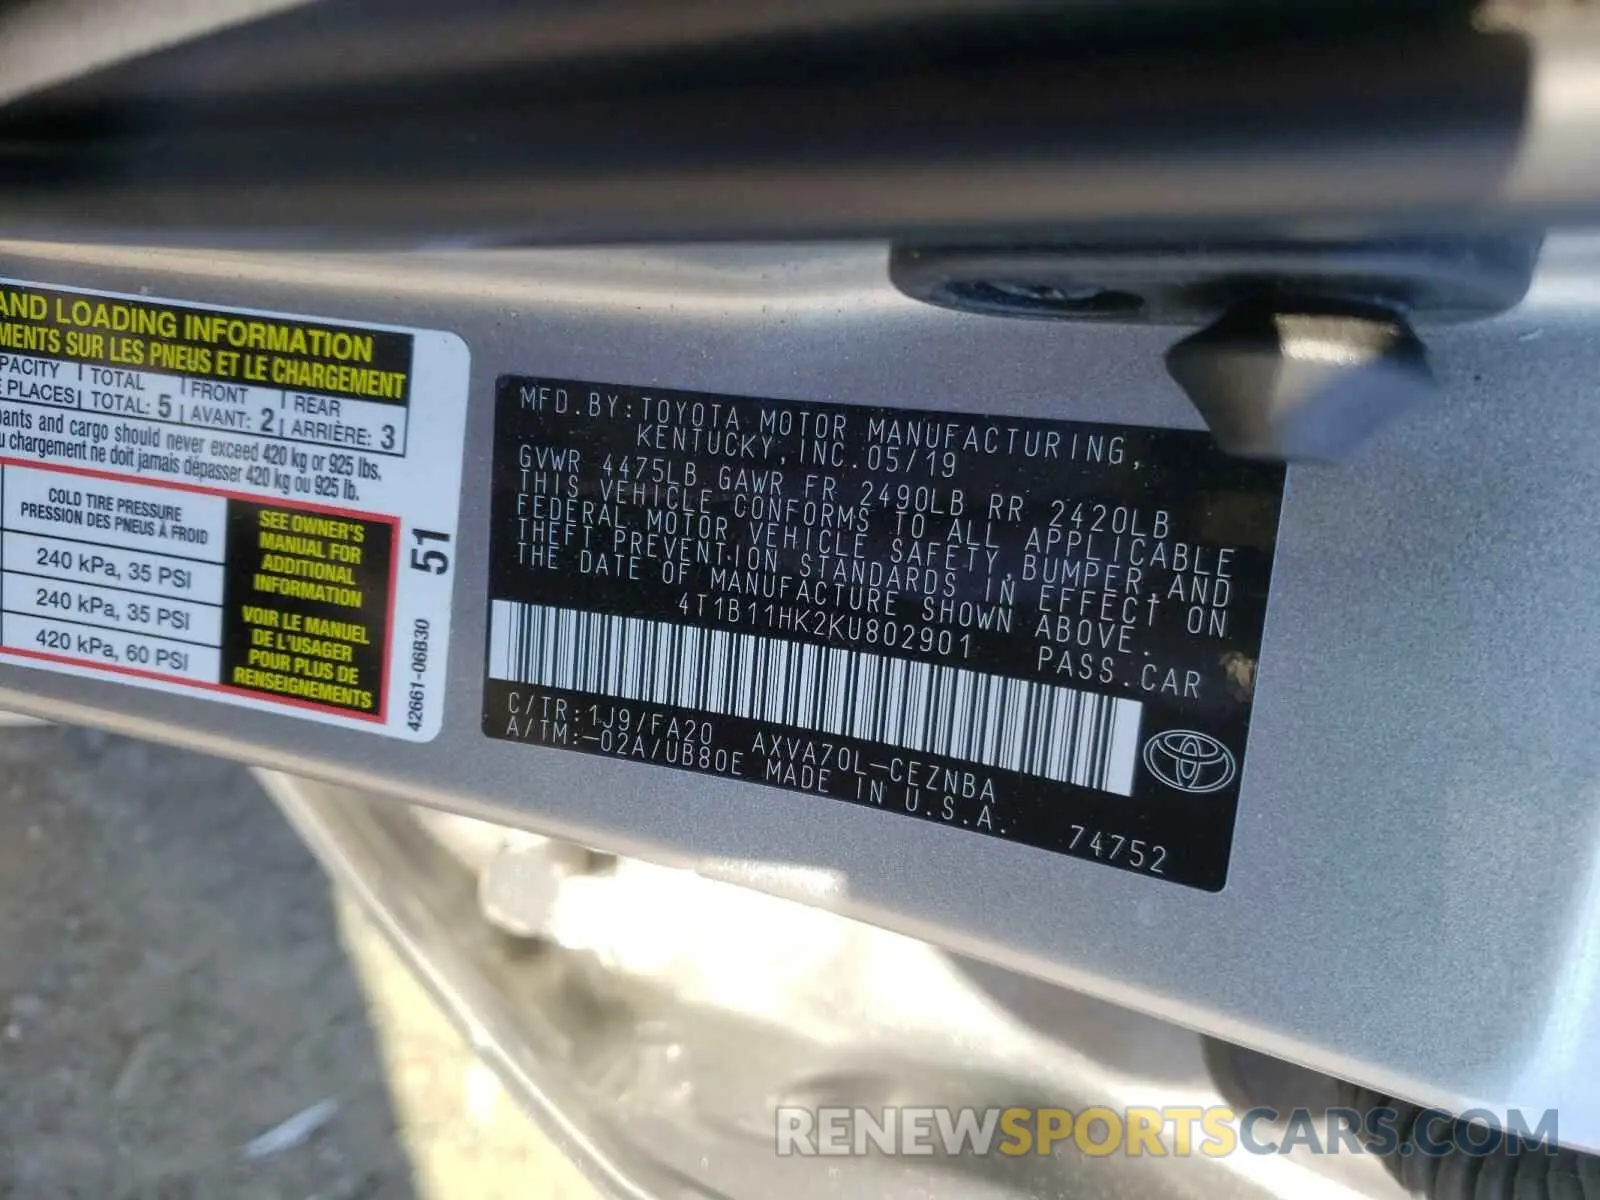 AND LOADING INFORMATION
MENTS SUR LES PNEUS ET LE CHARGEMENT
PACITY TOTAL FRONT REAR
PLACES TOTAL: 5 AVANT: 2 ARRIÈRE: 3
pants and cargo should never exceed 420 kg or 925 lbs.
u chargement ne doit jamais dépasser 420 kg ou 925 lb.
COLD TIRE PRESSURE
PRESSION DES PNEUS À FROID
240 kPa, 35 PSI
240 kPa, 35 PSI
420 kPa, 60 PSI
SEE OWNER'S
MANUAL FOR
ADDITIONAL
INFORMATION
VOIR LE MANUEL
DE L'USAGER
POUR PLUS DE
RENSEIGNEMENTS
51
42661-06B30
MFD.BY:TOYOTA MOTOR MANUFACTURING,
KENTUCKY,INC.05/19
GVWR 4475LB GAWR FR 2490LB RR 2420LB
THIS VEHICLE CONFORMS TO ALL APPLICABLE
FEDERAL MOTOR VEHICLE SAFETY,BUMPER,AND
THEFT PREVENTION STANDARDS IN EFFECT ON
THE DATE OF MANUFACTURE SHOWN ABOVE.
4T1B11HK2KU802901 PASS.CAR
C/TR:1J9/FA20 AXVA70L-CEZNBA
A/TM:-02A/UB80E MADE IN U.S.A.
74752
RENEWSPORTSCARS.COM